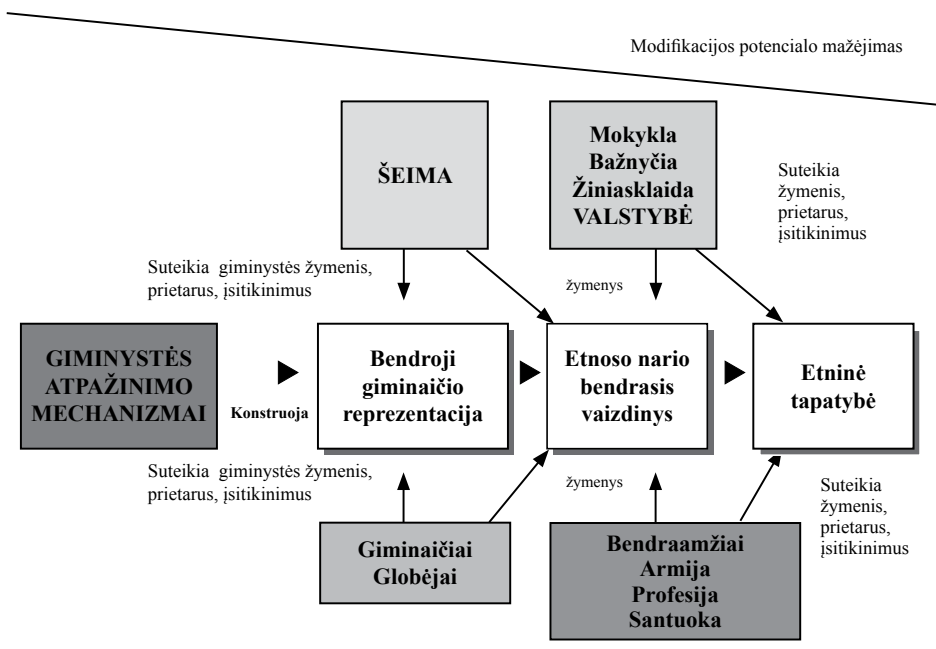 Modifikacijos potencialo mažėjimas
ŠEIMA
Mokykla
Bažnyčia
Žiniasklaida
VALSTYBĖ
Suteikia
žymenis,
prietarus,
įsitikinimus
Suteikia giminystės žymenis,
prietarus, įsitikinimus
žymenys
GIMINYSTĖS
ATPAŽINIMO
MECHANIZMAI
Konstruoja
Bendroji
giminaičio
reprezentacija
Etnoso nario
bendrasis
vaizdinys
Etninė
tapatybė
Suteikia giminystės žymenis,
prietarus, įsitikinimus
žymenys
Suteikia
žymenis,
prietarus,
įsitikinimus
Giminaičiai
Globėjai
Bendraamžiai
Armija
Profesija
Santuoka